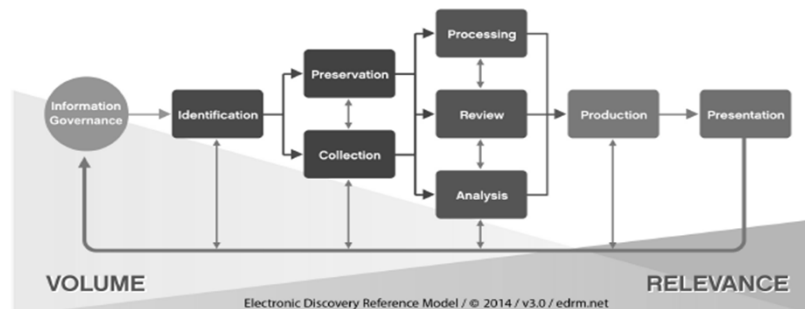 Information
Governance
Identification
Preservation
Collection
Processing
Review
Analysis
Production
Presentation
VOLUME
RELEVANCE
Electronic Discovery Reference Model / © 2014 / v3.0 / edrm.net